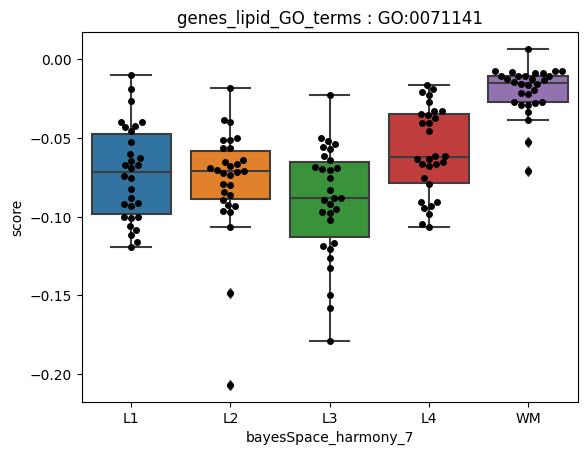 genes_lipid_GO_terms : GO:0071141
0.00
−0.05
−0.10
−0.15
−0.20
score
L1 L2 L3 L4 WM
bayesSpace_harmony_7